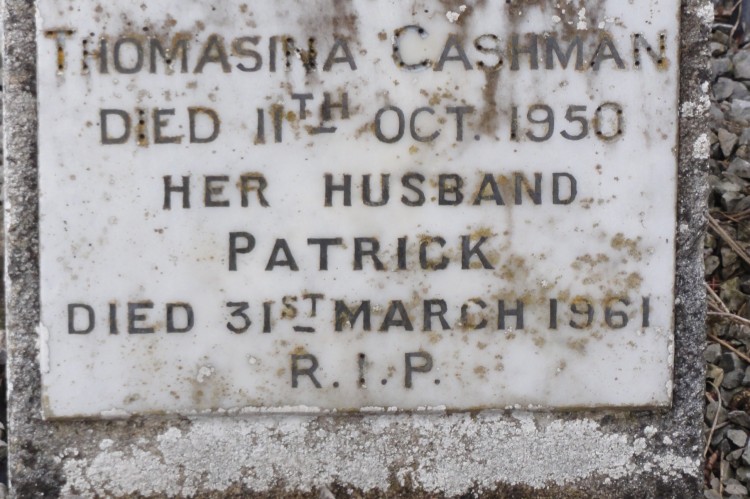 THOMASINA CASHMAN
DIED 11TH OCT. 1950
HER HUSBAND
PATRICK
DIED 31ST MARCH 1961
R.I.P.